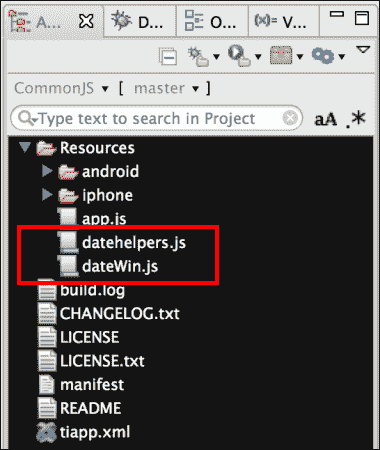 A... D... O... (x)= V...
CommonJS ▾ [ master ▾ ]
Type text to search in Project aA .*
Resources
android
iphone
app.js
datehelpers.js
dateWin.js
build.log
CHANGELOG.txt
LICENSE
LICENSE.txt
manifest
README
tiapp.xml